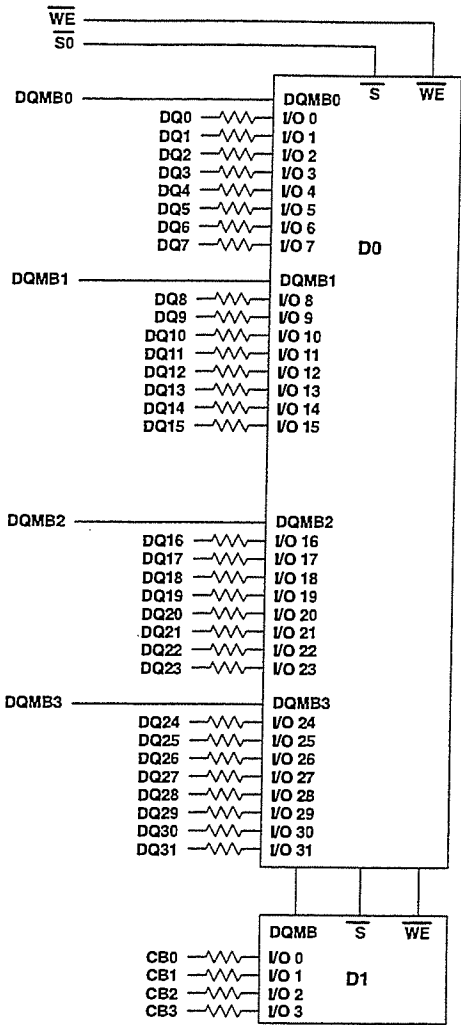 WE
S0
S WE
DQMB0 DQMB0
DQ0 I/O 0
DQ1 I/O 1
DQ2 I/O 2
DQ3 I/O 3
DQ4 I/O 4
DQ5 I/O 5
DQ6 I/O 6
DQ7 I/O 7
D0
DQMB1 DQMB1
DQ8 I/O 8
DQ9 I/O 9
DQ10 I/O 10
DQ11 I/O 11
DQ12 I/O 12
DQ13 I/O 13
DQ14 I/O 14
DQ15 I/O 15
DQMB2 DQMB2
DQ16 I/O 16
DQ17 I/O 17
DQ18 I/O 18
DQ19 I/O 19
DQ20 I/O 20
DQ21 I/O 21
DQ22 I/O 22
DQ23 I/O 23
DQMB3 DQMB3
DQ24 I/O 24
DQ25 I/O 25
DQ26 I/O 26
DQ27 I/O 27
DQ28 I/O 28
DQ29 I/O 29
DQ30 I/O 30
DQ31 I/O 31
DQMB S WE
CB0 I/O 0
CB1 I/O 1
CB2 I/O 2
CB3 I/O 3
D1